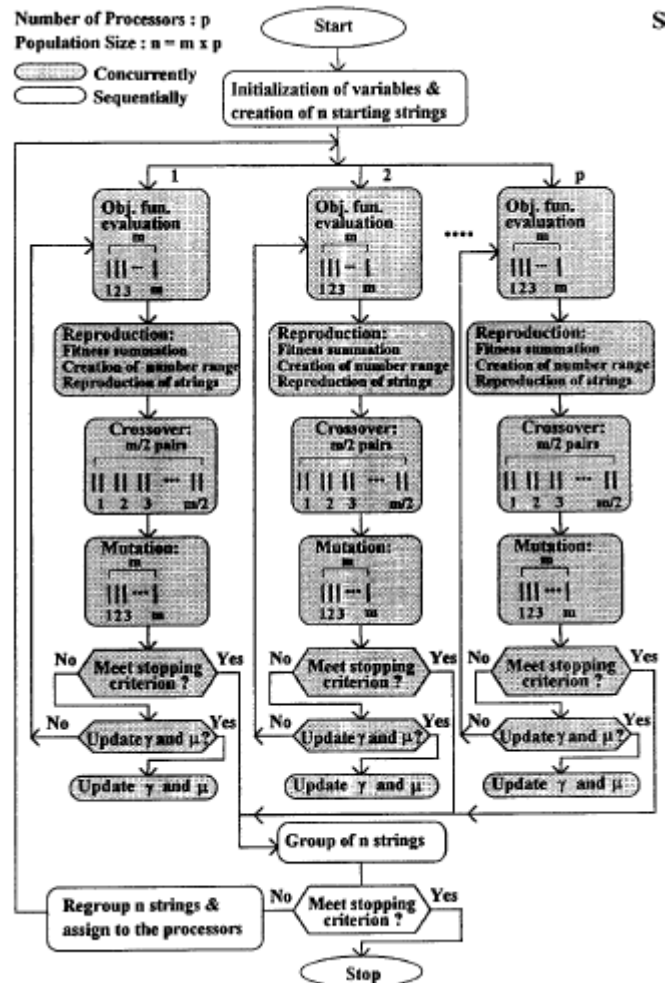 Number of Processors : p
Population Size : n = m x p
Concurrently
Sequentially
S
Start
Initialization of variables &
creation of n starting strings
1
2
p
Obj. fun.
evaluation
m
123 m
Obj. fun.
evaluation
m
123 m
....
Obj. fun.
evaluation
m
123 m
Reproduction:
Fitness summation
Creation of number range
Reproduction of strings
Reproduction:
Fitness summation
Creation of number range
Reproduction of strings
Reproduction:
Fitness summation
Creation of number range
Reproduction of strings
Crossover:
m/2 pairs
1 2 3 m/2
Crossover:
m/2 pairs
1 2 3 m/2
Crossover:
m/2 pairs
1 2 3 m/2
Mutation:
m
123 m
Mutation:
m
123 m
Mutation:
m
123 m
No
Meet stopping
criterion ?
Yes
No
Meet stopping
criterion ?
Yes
No
Meet stopping
criterion ?
Yes
No
Update γ and μ?
Yes
No
Update γ and μ?
Yes
No
Update γ and μ?
Yes
Update γ and μ
Update γ and μ
Update γ and μ
Group of n strings
Regroup n strings &
assign to the processors
No
Meet stopping
criterion ?
Yes
Stop